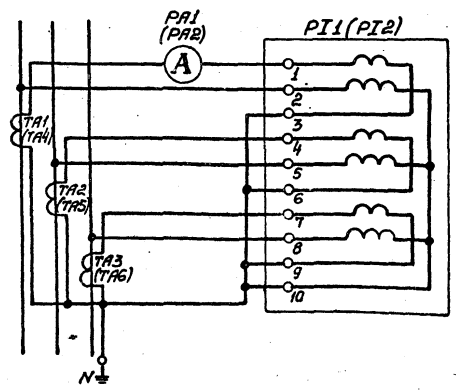 PA1
(PA2)
PI1 (PI2)
A
1
2
3
4
5
6
7
8
9
10
TA1
(TA4)
TA2
(TA5)
TA3
(TA6)
N